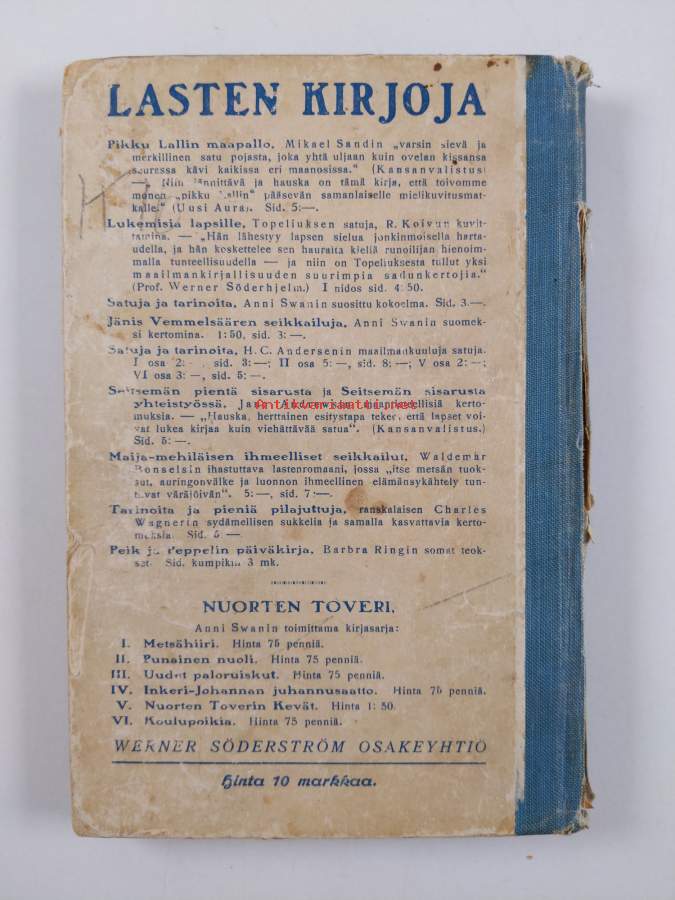 LASTEN KIRJOJA
Pikku Lallin maapallo, Mikael Sandin „varsin sievä ja
merkillinen satu pojasta, joka yhtä uljaan kuin ovelan kissansa
seurassa kävi kaikissa eri maanosissa.“ (Kansanvalistus)
— „Niin jännittävä ja hauska on tämä kirja, että toivomme
monen „pikku Lallin“ pääsevän samanlaiselle mielikuvitusmat-
kalle.“ (Uusi Aura). Sid. 5:—.
Lukemisia lapsille, Topeliuksen satuja, R. Koivun kuvit-
tamina. — „Hän lähestyy lapsen sielua jonkinmoisella harta-
udella, ja hän koskettelee sen hauraita kieliä runoilijan hienoim-
malla tunteellisuudella — ja niin on Topeliuksesta tullut yksi
maailmankirjallisuuden suurimpia sadunkertojia.“
(Prof. Werner Söderhjelm.) I nidos sid. 4:50.
Satuja ja tarinoita, Anni Swanin suosittu kokoelma. Sid. 3.—.
Jänis Vemmelsäären seikkailuja, Anni Swanin suomek-
si kertomina. 1:50, sid. 3:—.
Satuja ja tarinoita, H. C. Andersenin maailmankuuluja satuja.
I osa 2: , sid. 3:—; II osa 5:—, sid. 8:—; V osa 2:—;
VI osa 3:—, sid. 5:—.
Seitsemän pientä sisarusta ja Seitsemän sisarusta
yhteistyössä, Jane Andrewsin maantieteellisiä kerto-
muksia. — „Hauska, herttainen esitystapa tekee, että lapset voi-
vat lukea kirjaa kuin viehättävää satua“. (Kansanvalistus.)
Sid. 5:—.
Antikvariaatti.net
Maija-mehiläisen ihmeelliset seikkailut, Waldemar
Bonselsin ihastuttava lastenromaani, jossa „itse metsän tuok-
sut, auringonvälke ja luonnon ihmeellinen elämänsykähtely tun-
tuvat väräjöivän“. 5:—, sid. 7:—.
Tarinoita ja pieniä pilajuttuja, ranskalaisen Charles
Wagnerin sydämellisen sukkelia ja samalla kasvattavia kerto-
muksia. Sid. 5 —.
Peik ja Peppelin päiväkirja, Barbra Ringin somat teok-
set. Sid. kumpikin 3 mk.
NUORTEN TOVERI,
Anni Swanin toimittama kirjasarja:
I. Metsähiiri. Hinta 75 penniä.
II. Punainen nuoli. Hinta 75 penniä.
III. Uudet paloruiskut. Hinta 75 penniä.
IV. Inkeri-Johannan juhannusaatto. Hinta 75 penniä.
V. Nuorten Toverin Kevät. Hinta 1:50.
VI. Koulupoikia. Hinta 75 penniä.
WERNER SÖDERSTRÖM OSAKEYHTIÖ
Hinta 10 markkaa.